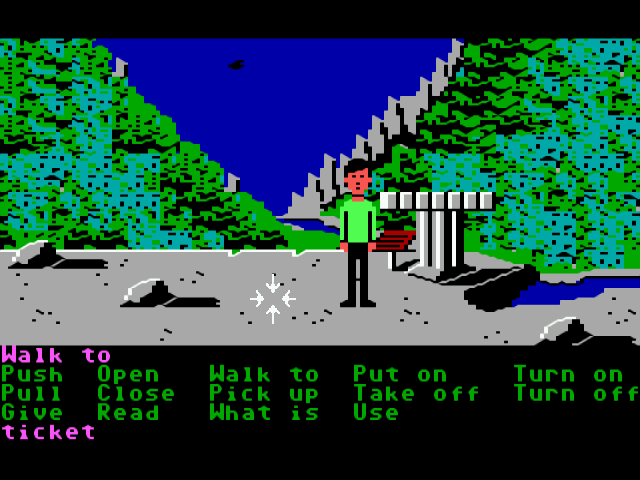 Walk to
Push Open Walk to Put on Turn on
Pull Close Pick up Take off Turn off
Give Read What is Use
ticket